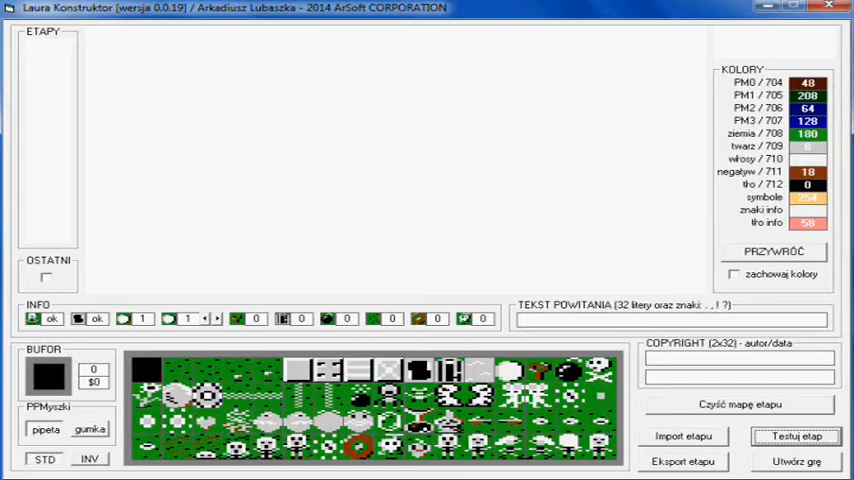 Laura Konstruktor [wersja 0.0.19] / Arkadiusz Lubaszka - 2014 ArSoft CORPORATION
ETAPY
KOLORY
PM0 / 704 48
PM1 / 705 208
PM2 / 706 64
PM3 / 707 128
ziemia / 708 180
twarz / 709 8
włosy / 710
negatyw / 711 18
tło / 712 0
symbole 254
znaki info
tło info 58
PRZYWRÓĆ
zachowaj kolory
OSTATNI
INFO
ok ok 1 1 0 0 0 0 0 0
TEKST POWITANIA (32 litery oraz znaki: . , ! ?)
BUFOR
0
$0
PPMyszki
pipeta gumka
STD INV
COPYRIGHT (2x32) - autor/data
Czyść mapę etapu
Import etapu Testuj etap
Eksport etapu Utwórz grę